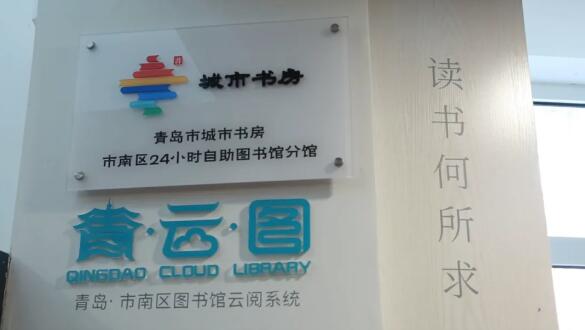 城市书房
青岛市城市书房
市南区24小时自助图书馆分馆
青·云·图
QINGDAO CLOUD LIBRARY
青岛·市南区图书馆云阅系统
读书何所求